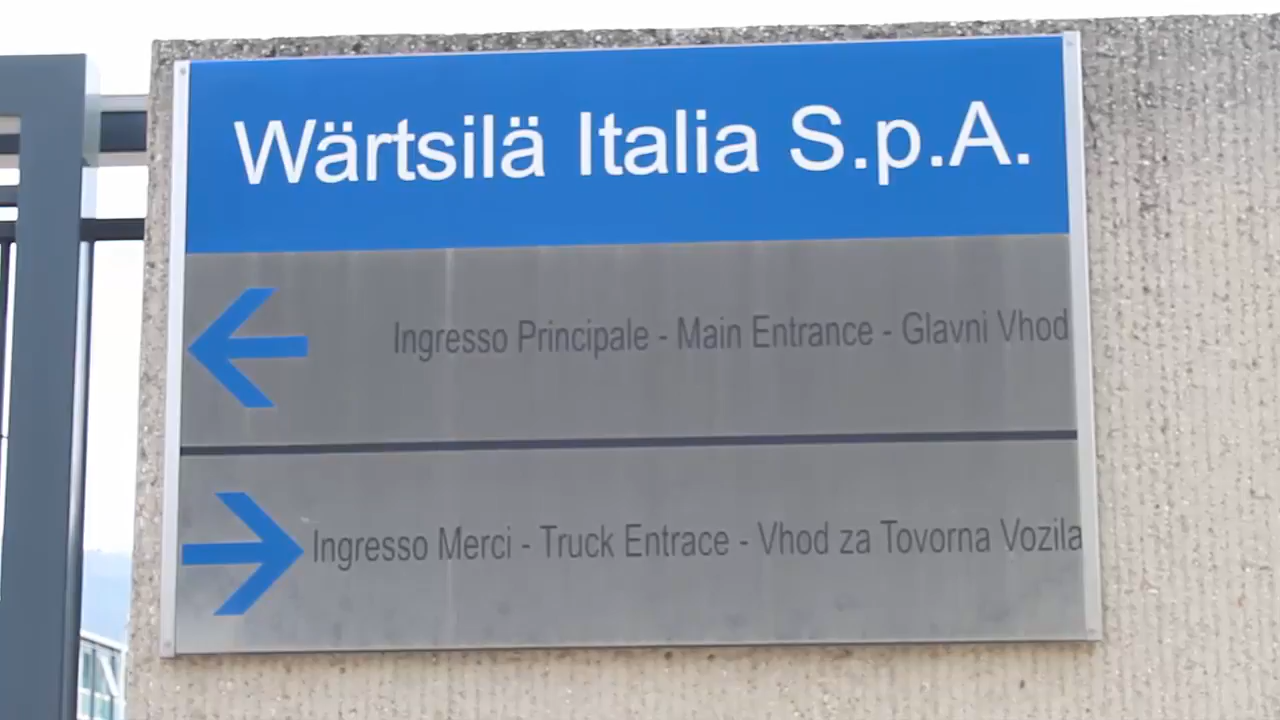 Wärtsilä Italia S.p.A.
Ingresso Principale - Main Entrance - Glavni Vhod
Ingresso Merci - Truck Entrace - Vhod za Tovorna Vozila